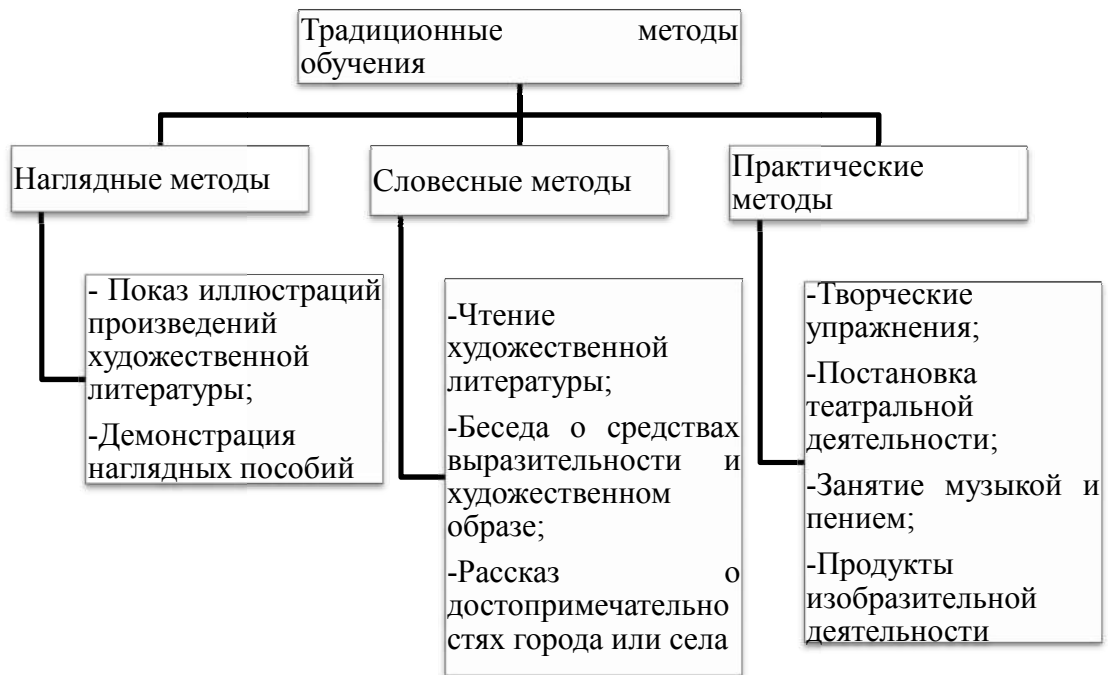 Традиционные методы
обучения
Наглядные методы
Словесные методы
Практические
методы
- Показ иллюстраций
произведений
художественной
литературы;
-Демонстрация
наглядных пособий
-Чтение
художественной
литературы;
-Беседа о средствах
выразительности и
художественном
образе;
-Рассказ о
достопримечательно
стях города или села
-Творческие
упражнения;
-Постановка
театральной
деятельности;
-Занятие музыкой и
пением;
-Продукты
изобразительной
деятельности